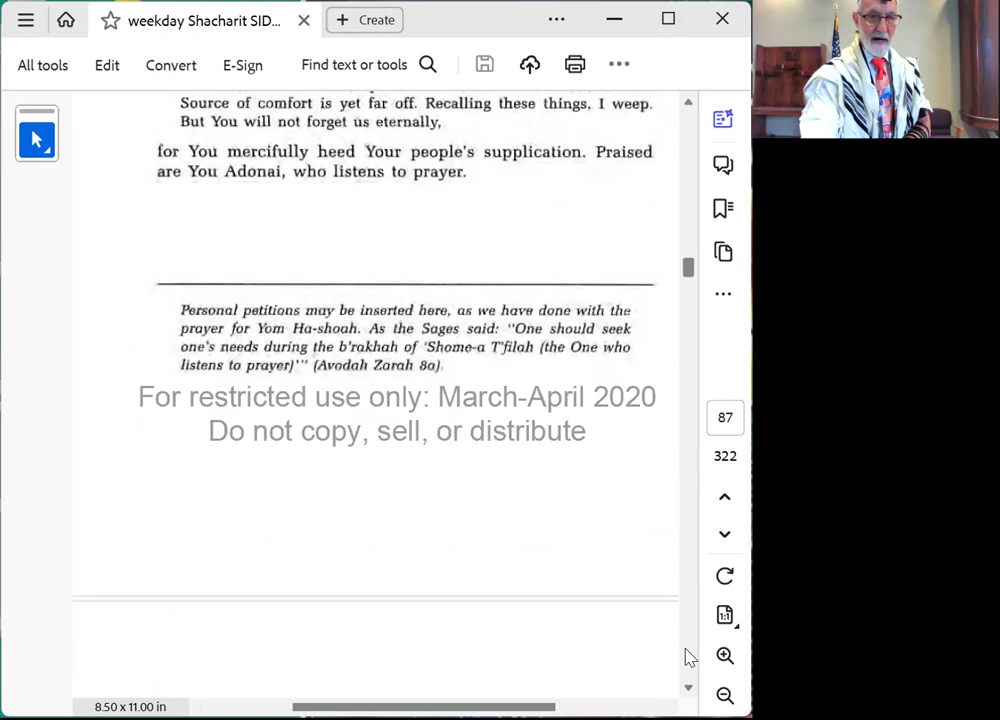 weekday Shacharit SID...
Create
All tools
Edit
Convert
E-Sign
Find text or tools
Source of comfort is yet far off. Recalling these things, I weep.
But You will not forget us eternally,
for You mercifully heed Your people's supplication. Praised
are You Adonai, who listens to prayer.
Personal petitions may be inserted here, as we have done with the
prayer for Yom Ha-shoah. As the Sages said: "One should seek
one's needs during the b'rakhah of 'Shome-a T'filah (the One who
listens to prayer)'" (Avodah Zarah 8a).
For restricted use only: March-April 2020
Do not copy, sell, or distribute
87
322
1:1
8.50 x 11.00 in